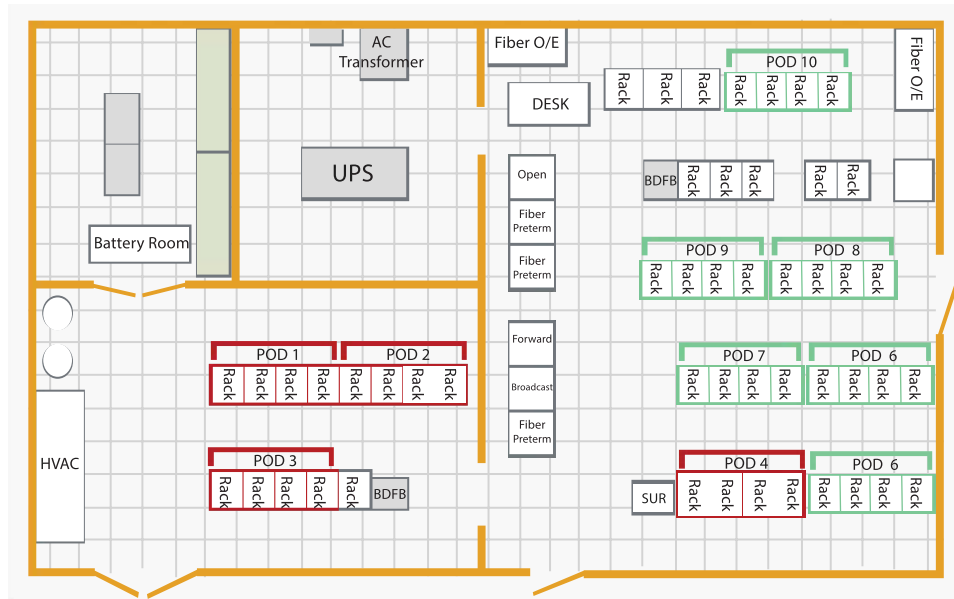 Fiber O/E
AC
Transformer
POD 10
Fiber O/E
Rack
Rack
Rack
Rack
Rack
Rack
Rack
DESK
UPS
Open
BDFB
Rack
Rack
Rack
Rack
Rack
Fiber
Preterm
Battery Room
Fiber
Preterm
POD 9
POD 8
Rack
Rack
Rack
Rack
Rack
Rack
Rack
Rack
Forward
POD 1
POD 2
POD 7
POD 6
Rack
Rack
Rack
Rack
Rack
Rack
Rack
Rack
Broadcast
Rack
Rack
Rack
Rack
Rack
Rack
Rack
Rack
Fiber
Preterm
HVAC
POD 3
POD 4
POD 6
Rack
Rack
Rack
Rack
Rack
BDFB
SUR
Rack
Rack
Rack
Rack
Rack
Rack
Rack
Rack